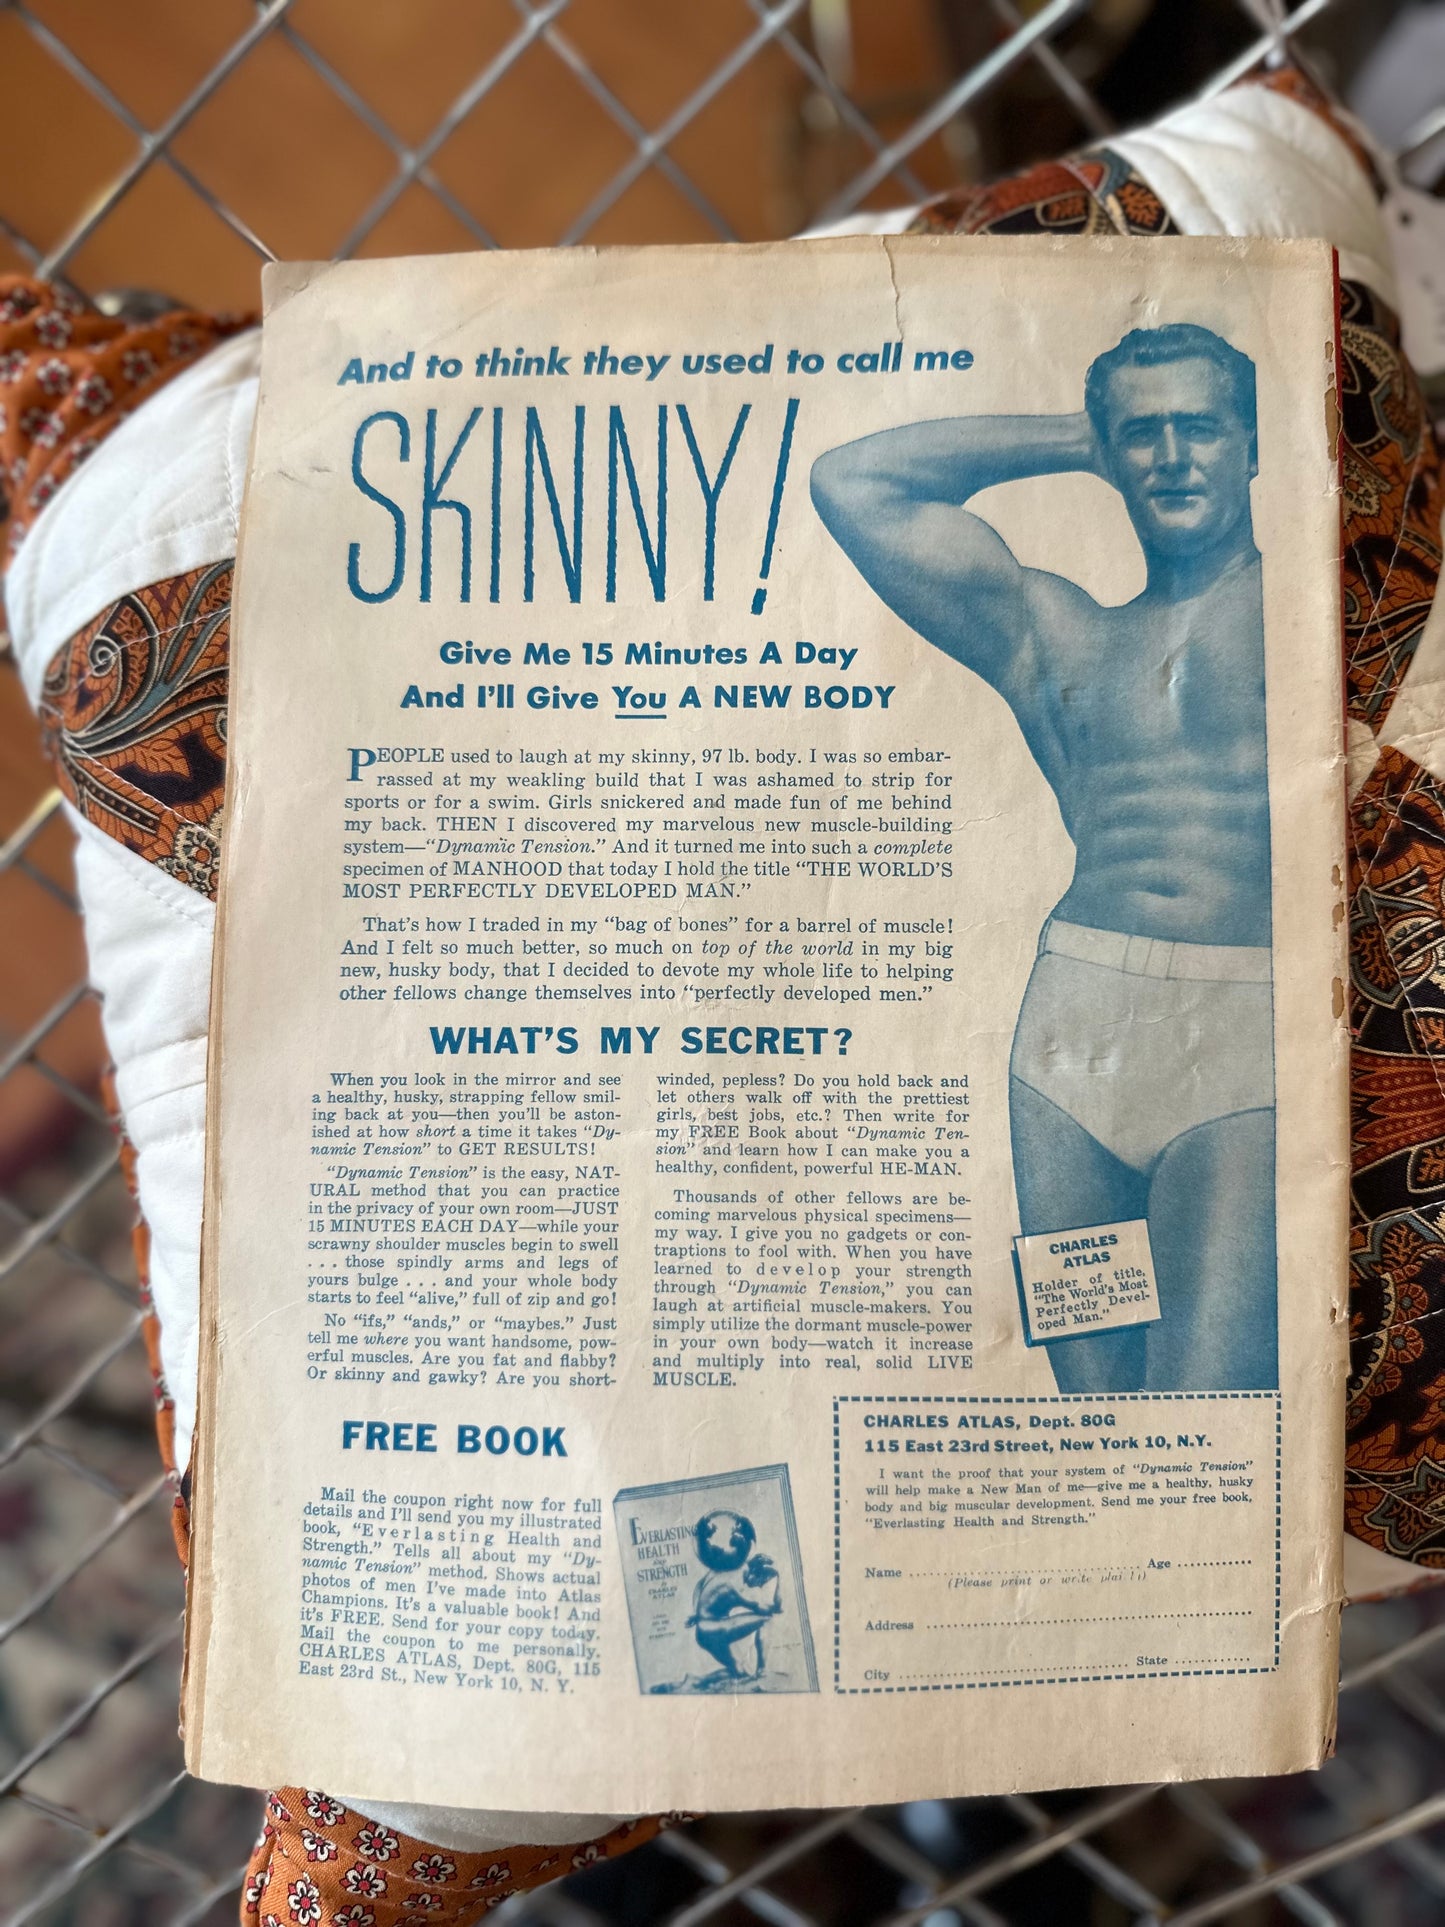 And to think they used to call me
SKINNY!
Give Me 15 Minutes A Day
And I'll Give You A NEW BODY
PEOPLE used to laugh at my skinny, 97 lb. body. I was so embar-
rassed at my weakling build that I was ashamed to strip for
sports or for a swim. Girls snickered and made fun of me behind
my back. THEN I discovered my marvelous new muscle-building
system—"Dynamic Tension." And it turned me into such a complete
specimen of MANHOOD that today I hold the title "THE WORLD'S
MOST PERFECTLY DEVELOPED MAN."
That's how I traded in my "bag of bones" for a barrel of muscle!
And I felt so much better, so much on top of the world in my big
new, husky body, that I decided to devote my whole life to helping
other fellows change themselves into "perfectly developed men."
WHAT'S MY SECRET?
When you look in the mirror and see
a healthy, husky, strapping fellow smil-
ing back at you—then you'll be aston-
ished at how short a time it takes "Dy-
namic Tension" to GET RESULTS!
"Dynamic Tension" is the easy, NAT-
URAL method that you can practice
in the privacy of your own room—JUST
15 MINUTES EACH DAY—while your
scrawny shoulder muscles begin to swell
. . . those spindly arms and legs of
yours bulge . . . and your whole body
starts to feel "alive," full of zip and go!
No "ifs," "ands," or "maybes." Just
tell me where you want handsome, pow-
erful muscles. Are you fat and flabby?
Or skinny and gawky? Are you short-
winded, pepless? Do you hold back and
let others walk off with the prettiest
girls, best jobs, etc.? Then write for
my FREE Book about "Dynamic Ten-
sion" and learn how I can make you a
healthy, confident, powerful HE-MAN.
Thousands of other fellows are be-
coming marvelous physical specimens—
my way. I give you no gadgets or con-
traptions to fool with. When you have
learned to develop your strength
through "Dynamic Tension," you can
laugh at artificial muscle-makers. You
simply utilize the dormant muscle-power
in your own body—watch it increase
and multiply into real, solid LIVE
MUSCLE.
CHARLES
ATLAS
Holder of title,
"The World's Most
Perfectly Devel-
oped Man."
FREE BOOK
Mail the coupon right now for full
details and I'll send you my illustrated
book, "Everlasting Health and
Strength." Tells all about my "Dy-
namic Tension" method. Shows actual
photos of men I've made into Atlas
Champions. It's a valuable book! And
it's FREE. Send for your copy today.
Mail the coupon to me personally.
CHARLES ATLAS, Dept. 80G, 115
East 23rd St., New York 10, N. Y.
EVERLASTING
HEALTH
AND
STRENGTH
BY
CHARLES
ATLAS
CHARLES ATLAS, Dept. 80G
115 East 23rd Street, New York 10, N.Y.
I want the proof that your system of "Dynamic Tension"
will help make a New Man of me—give me a healthy, husky
body and big muscular development. Send me your free book,
"Everlasting Health and Strength."
Name ........................................ Age ............
(Please print or write plainly)
Address ............................................................
City ........................................ State ............